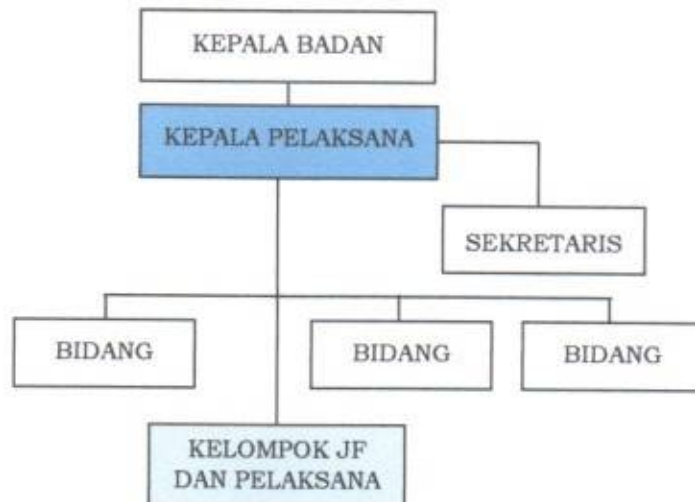 KEPALA BADAN
KEPALA PELAKSANA
SEKRETARIS
BIDANG
BIDANG
BIDANG
KELOMPOK JF
DAN PELAKSANA